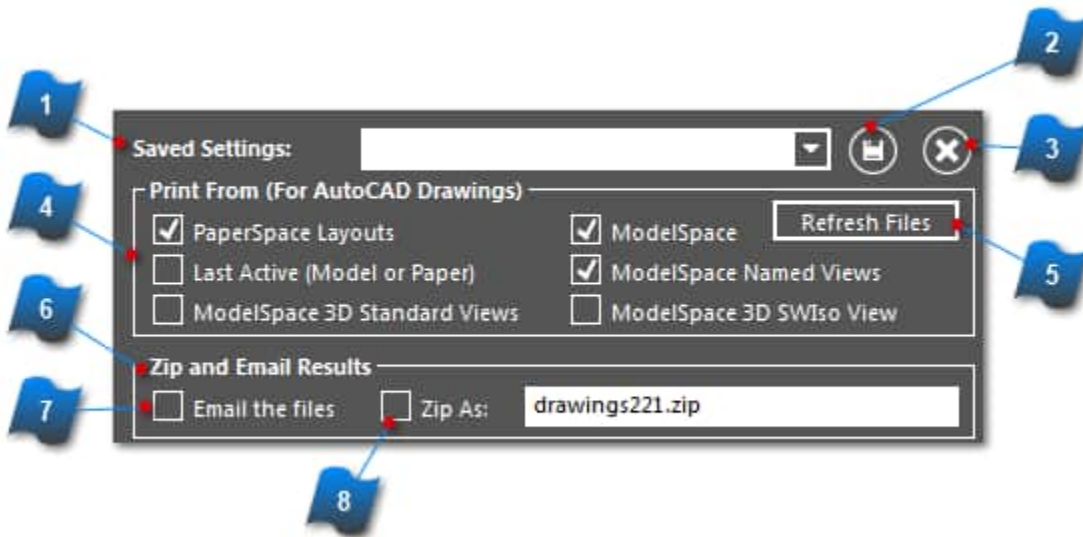 2
1
Saved Settings:
3
Print From (For AutoCAD Drawings)
4
PaperSpace Layouts
ModelSpace
Refresh Files
Last Active (Model or Paper)
ModelSpace Named Views
5
ModelSpace 3D Standard Views
ModelSpace 3D SWIso View
6
Zip and Email Results
7
Email the files
Zip As:
drawings221.zip
8